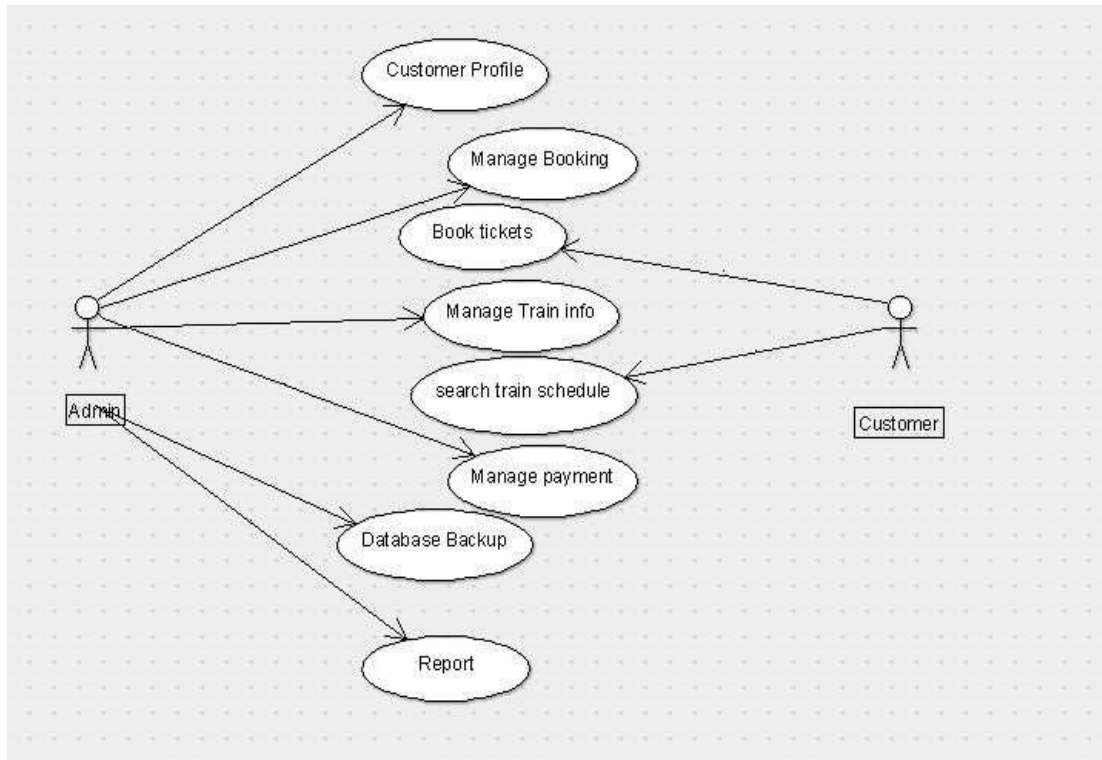 Customer Profile
Manage Booking
Book tickets
Manage Train info
search train schedule
Admin
Customer
Manage payment
Database Backup
Report